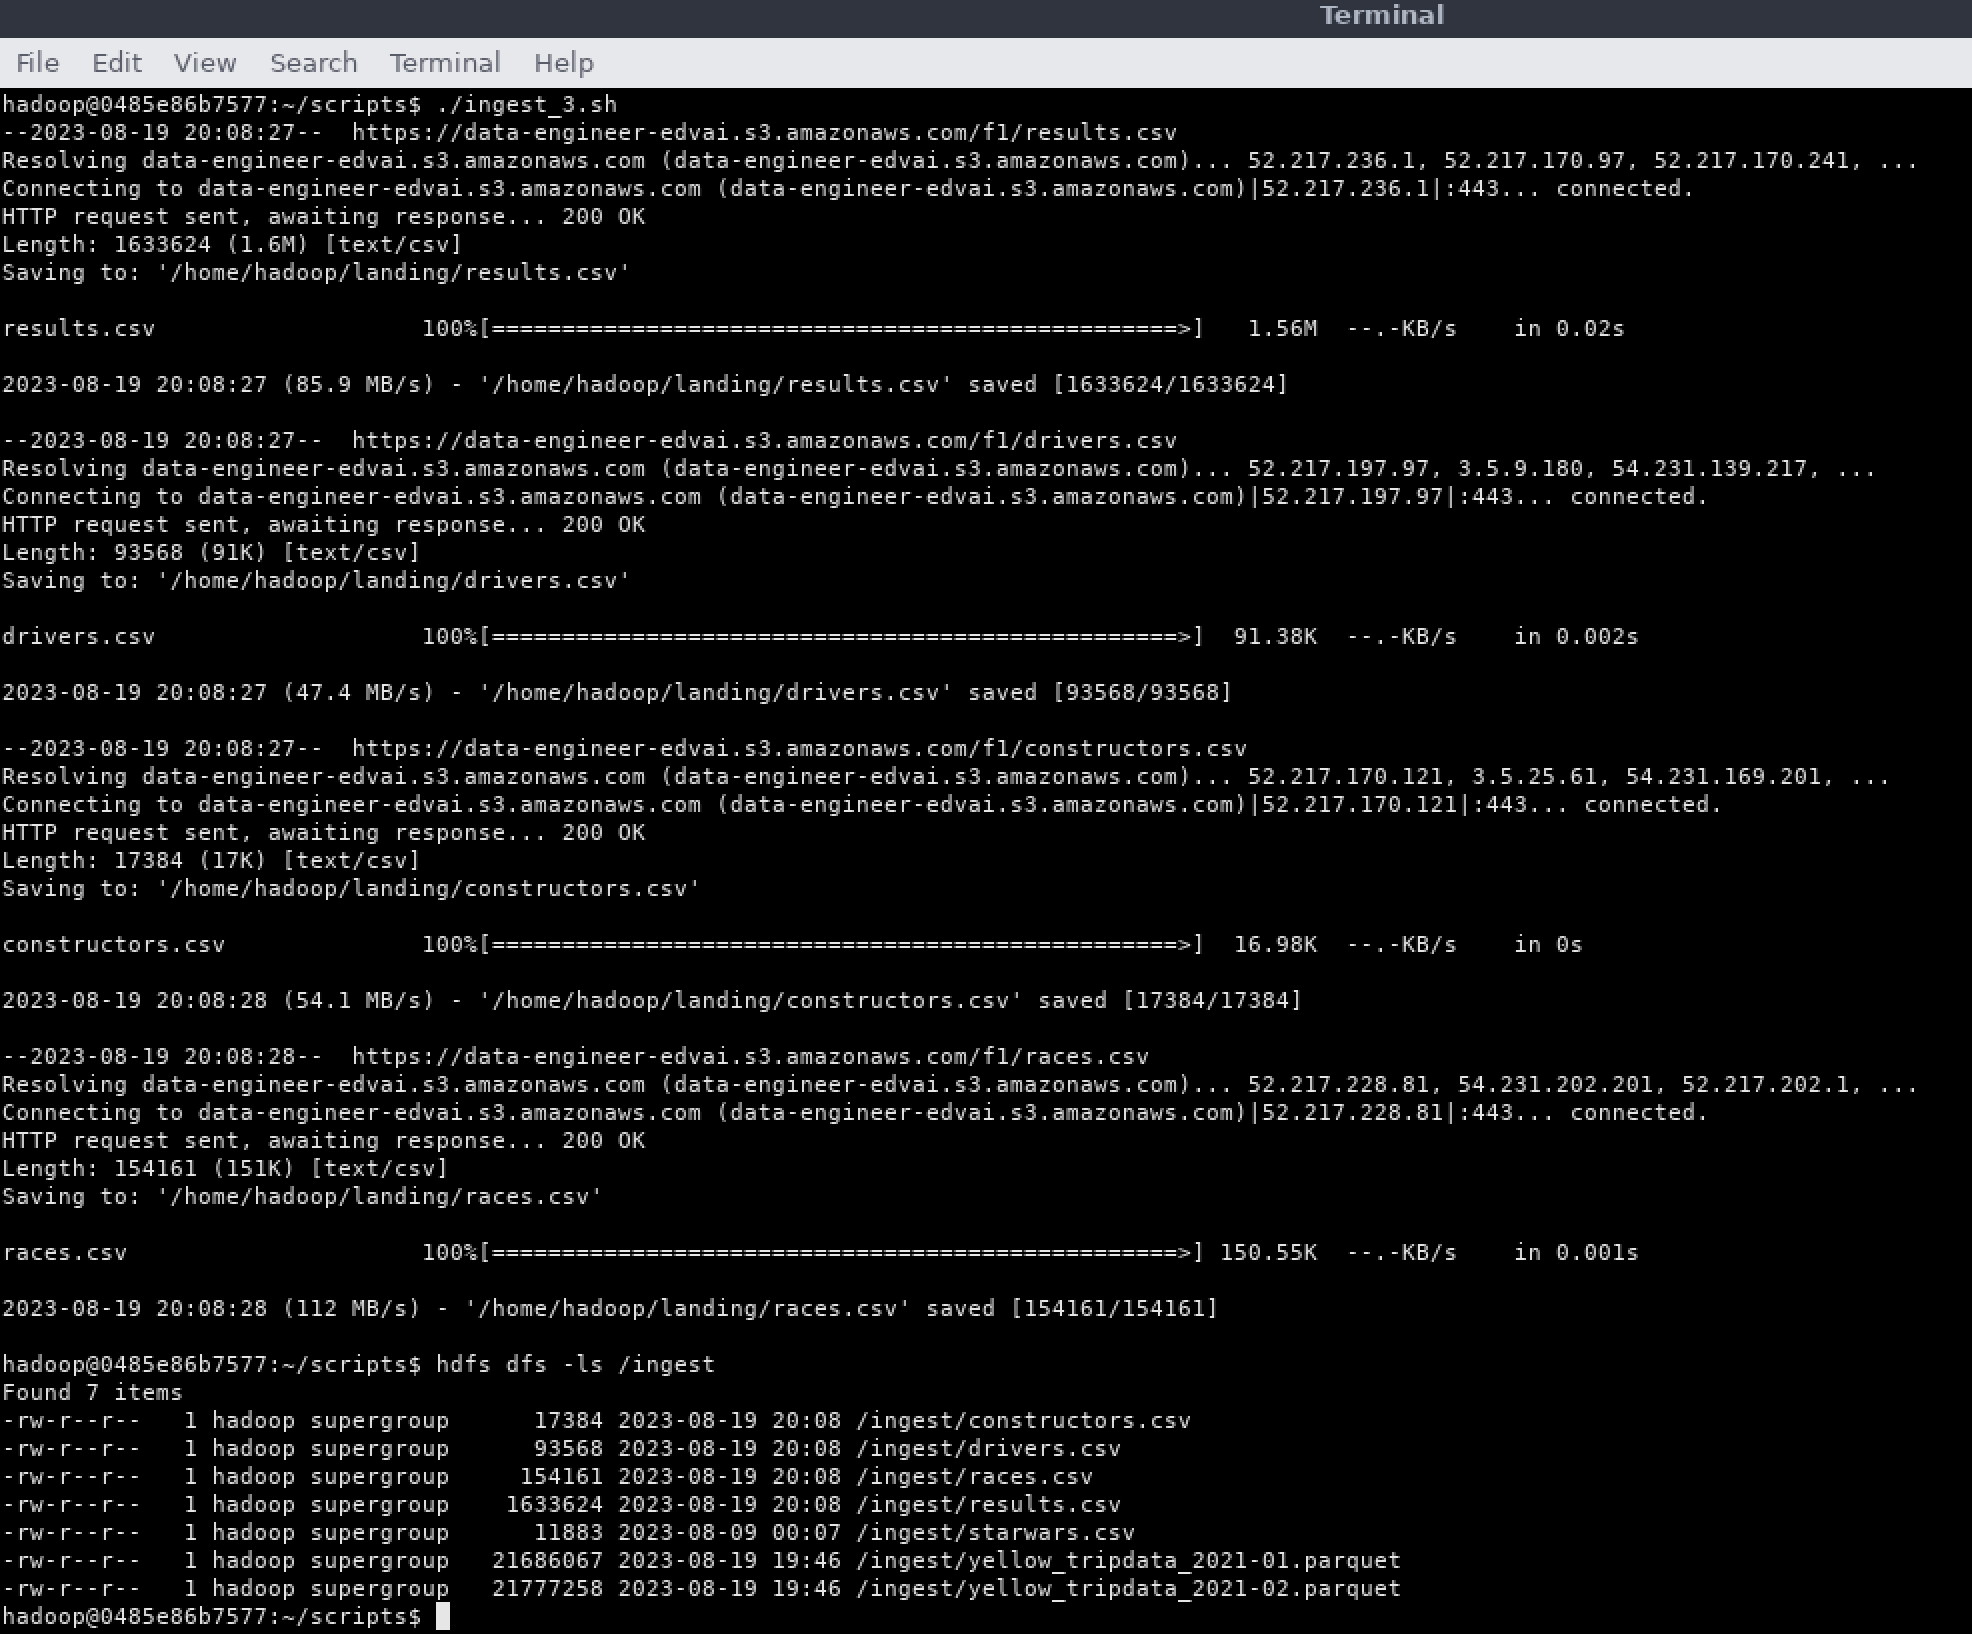 Terminal
File Edit View Search Terminal Help
hadoop@0485e86b7577:~/scripts$ ./ingest_3.sh
--2023-08-19 20:08:27--  https://data-engineer-edvai.s3.amazonaws.com/f1/results.csv
Resolving data-engineer-edvai.s3.amazonaws.com (data-engineer-edvai.s3.amazonaws.com)... 52.217.236.1, 52.217.170.97, 52.217.170.241, ...
Connecting to data-engineer-edvai.s3.amazonaws.com (data-engineer-edvai.s3.amazonaws.com)|52.217.236.1|:443... connected.
HTTP request sent, awaiting response... 200 OK
Length: 1633624 (1.6M) [text/csv]
Saving to: '/home/hadoop/landing/results.csv'
results.csv                   100%[=================================================>]   1.56M  --.-KB/s    in 0.02s
2023-08-19 20:08:27 (85.9 MB/s) - '/home/hadoop/landing/results.csv' saved [1633624/1633624]
--2023-08-19 20:08:27--  https://data-engineer-edvai.s3.amazonaws.com/f1/drivers.csv
Resolving data-engineer-edvai.s3.amazonaws.com (data-engineer-edvai.s3.amazonaws.com)... 52.217.197.97, 3.5.9.180, 54.231.139.217, ...
Connecting to data-engineer-edvai.s3.amazonaws.com (data-engineer-edvai.s3.amazonaws.com)|52.217.197.97|:443... connected.
HTTP request sent, awaiting response... 200 OK
Length: 93568 (91K) [text/csv]
Saving to: '/home/hadoop/landing/drivers.csv'
drivers.csv                   100%[=================================================>]  91.38K  --.-KB/s    in 0.002s
2023-08-19 20:08:27 (47.4 MB/s) - '/home/hadoop/landing/drivers.csv' saved [93568/93568]
--2023-08-19 20:08:27--  https://data-engineer-edvai.s3.amazonaws.com/f1/constructors.csv
Resolving data-engineer-edvai.s3.amazonaws.com (data-engineer-edvai.s3.amazonaws.com)... 52.217.170.121, 3.5.25.61, 54.231.169.201, ...
Connecting to data-engineer-edvai.s3.amazonaws.com (data-engineer-edvai.s3.amazonaws.com)|52.217.170.121|:443... connected.
HTTP request sent, awaiting response... 200 OK
Length: 17384 (17K) [text/csv]
Saving to: '/home/hadoop/landing/constructors.csv'
constructors.csv              100%[=================================================>]  16.98K  --.-KB/s    in 0s
2023-08-19 20:08:28 (54.1 MB/s) - '/home/hadoop/landing/constructors.csv' saved [17384/17384]
--2023-08-19 20:08:28--  https://data-engineer-edvai.s3.amazonaws.com/f1/races.csv
Resolving data-engineer-edvai.s3.amazonaws.com (data-engineer-edvai.s3.amazonaws.com)... 52.217.228.81, 54.231.202.201, 52.217.202.1, ...
Connecting to data-engineer-edvai.s3.amazonaws.com (data-engineer-edvai.s3.amazonaws.com)|52.217.228.81|:443... connected.
HTTP request sent, awaiting response... 200 OK
Length: 154161 (151K) [text/csv]
Saving to: '/home/hadoop/landing/races.csv'
races.csv                     100%[=================================================>] 150.55K  --.-KB/s    in 0.001s
2023-08-19 20:08:28 (112 MB/s) - '/home/hadoop/landing/races.csv' saved [154161/154161]
hadoop@0485e86b7577:~/scripts$ hdfs dfs -ls /ingest
Found 7 items
-rw-r--r--   1 hadoop supergroup      17384 2023-08-19 20:08 /ingest/constructors.csv
-rw-r--r--   1 hadoop supergroup      93568 2023-08-19 20:08 /ingest/drivers.csv
-rw-r--r--   1 hadoop supergroup     154161 2023-08-19 20:08 /ingest/races.csv
-rw-r--r--   1 hadoop supergroup    1633624 2023-08-19 20:08 /ingest/results.csv
-rw-r--r--   1 hadoop supergroup      11883 2023-08-09 00:07 /ingest/starwars.csv
-rw-r--r--   1 hadoop supergroup   21686067 2023-08-19 19:46 /ingest/yellow_tripdata_2021-01.parquet
-rw-r--r--   1 hadoop supergroup   21777258 2023-08-19 19:46 /ingest/yellow_tripdata_2021-02.parquet
hadoop@0485e86b7577:~/scripts$